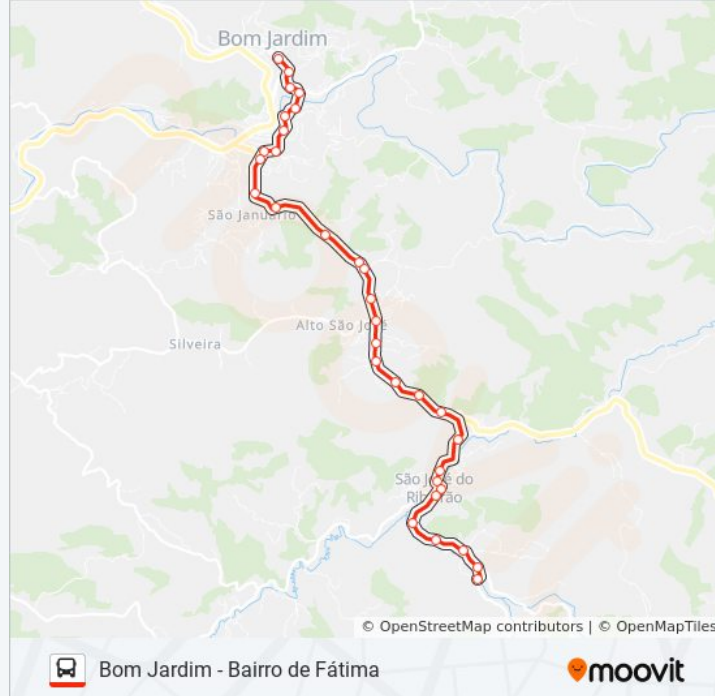 Bom Jardim
São Januário
Alto São José
Silveira
São José do
Ribeirão
© OpenStreetMap contributors | © OpenMapTiles
Bom Jardim - Bairro de Fátima
moovit